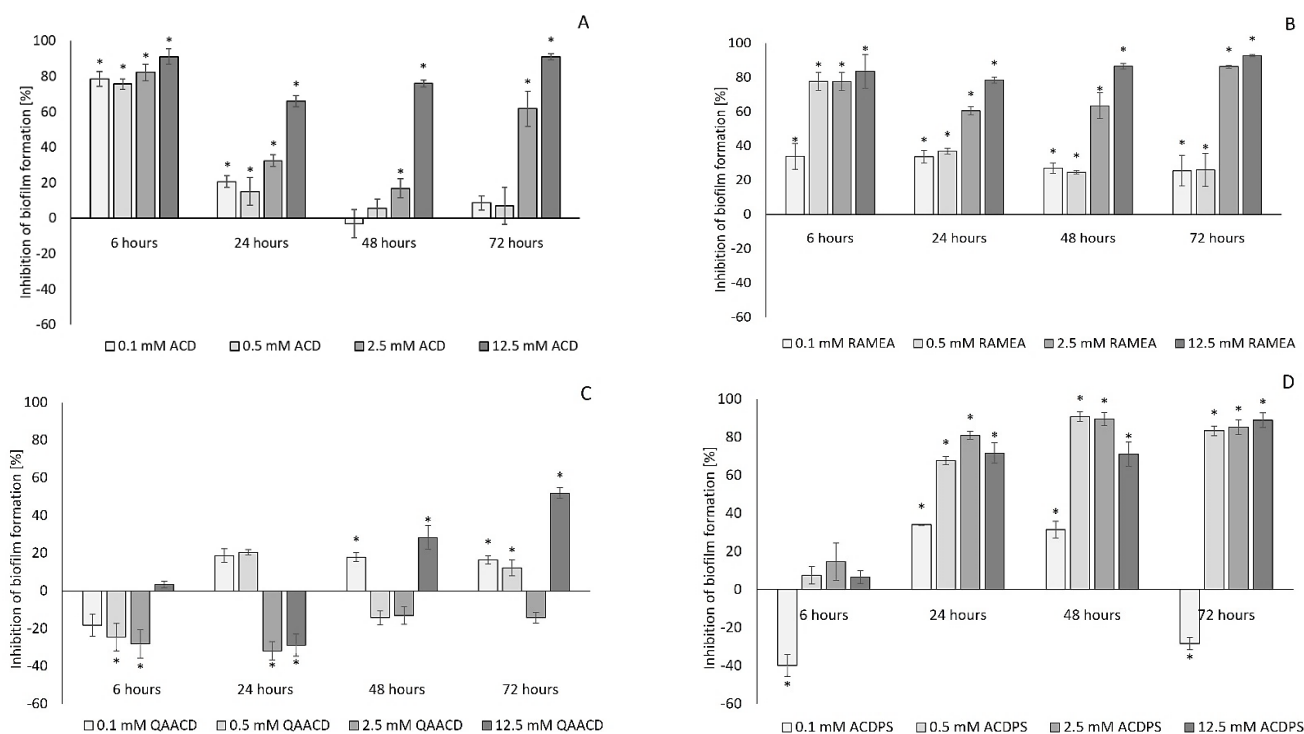 A
Inhibition of biofilm formation [%]
100
80
60
40
20
0
-20
-40
-60
* * * *
* * * *
* *
* *
6 hours 24 hours 48 hours 72 hours
0.1 mM ACD 0.5 mM ACD 2.5 mM ACD 12.5 mM ACD
B
Inhibition of biofilm formation [%]
100
80
60
40
20
0
-20
-40
-60
* * * *
* * * *
* * * *
* * * *
6 hours 24 hours 48 hours 72 hours
0.1 mM RAMEA 0.5 mM RAMEA 2.5 mM RAMEA 12.5 mM RAMEA
C
Inhibition of biofilm formation [%]
100
80
60
40
20
0
-20
-40
-60
* *
* *
* *
* * *
6 hours 24 hours 48 hours 72 hours
0.1 mM QAACD 0.5 mM QAACD 2.5 mM QAACD 12.5 mM QAACD
D
Inhibition of biofilm formation [%]
100
80
60
40
20
0
-20
-40
-60
*
* * * *
* * * *
* * * *
6 hours 24 hours 48 hours 72 hours
0.1 mM ACDPS 0.5 mM ACDPS 2.5 mM ACDPS 12.5 mM ACDPS